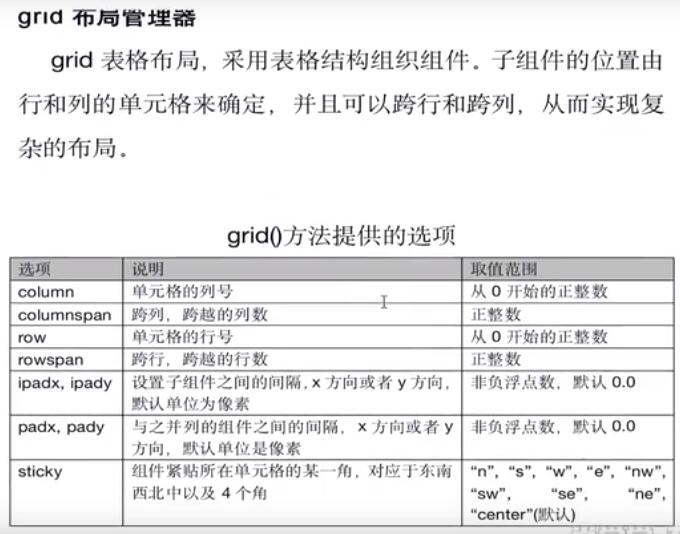 grid 布局管理器
grid 表格布局，采用表格结构组织组件。子组件的位置由
行和列的单元格来确定，并且可以跨行和跨列，从而实现复
杂的布局。
grid()方法提供的选项
选项 说明 取值范围
column 单元格的列号 从 0 开始的正整数
columnspan 跨列，跨越的列数 正整数
row 单元格的行号 从 0 开始的正整数
rowspan 跨行，跨越的行数 正整数
ipadx, ipady 设置子组件之间的间隔，x 方向或者 y 方向， 非负浮点数，默认 0.0
默认单位为像素
padx, pady 与之并列的组件之间的间隔，x 方向或者 y 非负浮点数，默认 0.0
方向，默认单位是像素
sticky 组件紧贴所在单元格的某一角，对应于东南 “n”, “s”, “w”, “e”, “nw”,
西北中以及 4 个角 “sw”, “se”, “ne”,
“center”(默认)